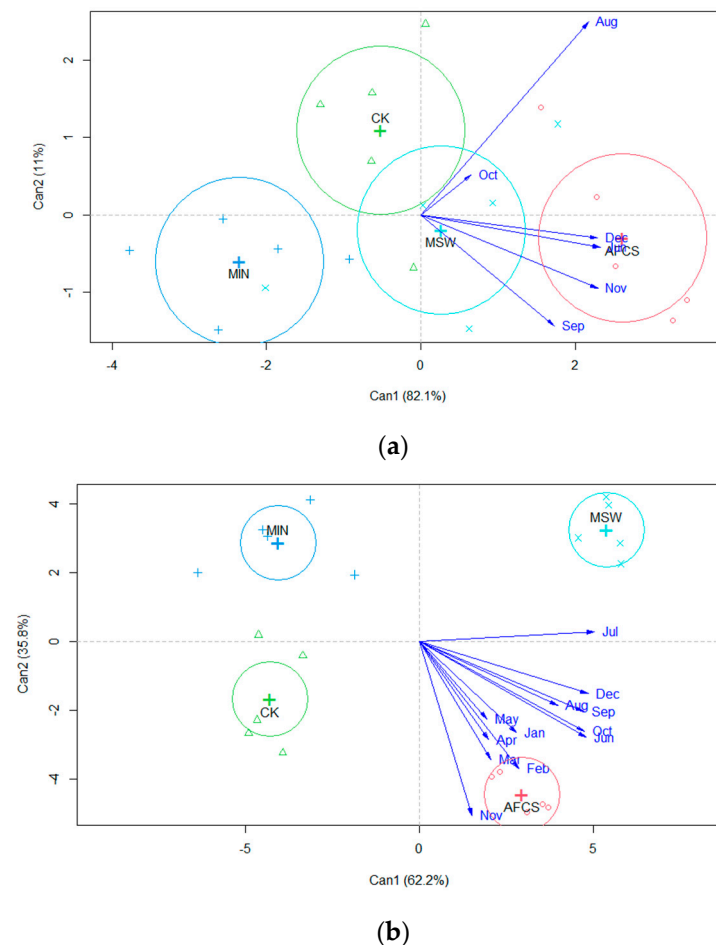 Aug
2
CK
1
Oct
Can2 (11%)
0
MSW
Dec
Jun
AFCS
MIN
Nov
-1
Sep
-4
-2
0
2
Can1 (82.1%)
(a)
4
MIN
MSW
2
0
Jul
Can2 (35.8%)
Dec
Aug
Sep
-2
CK
May
Jan
Oct
Apr
Jun
Mar
Feb
-4
AFCS
Nov
-5
0
5
Can1 (62.2%)
(b)